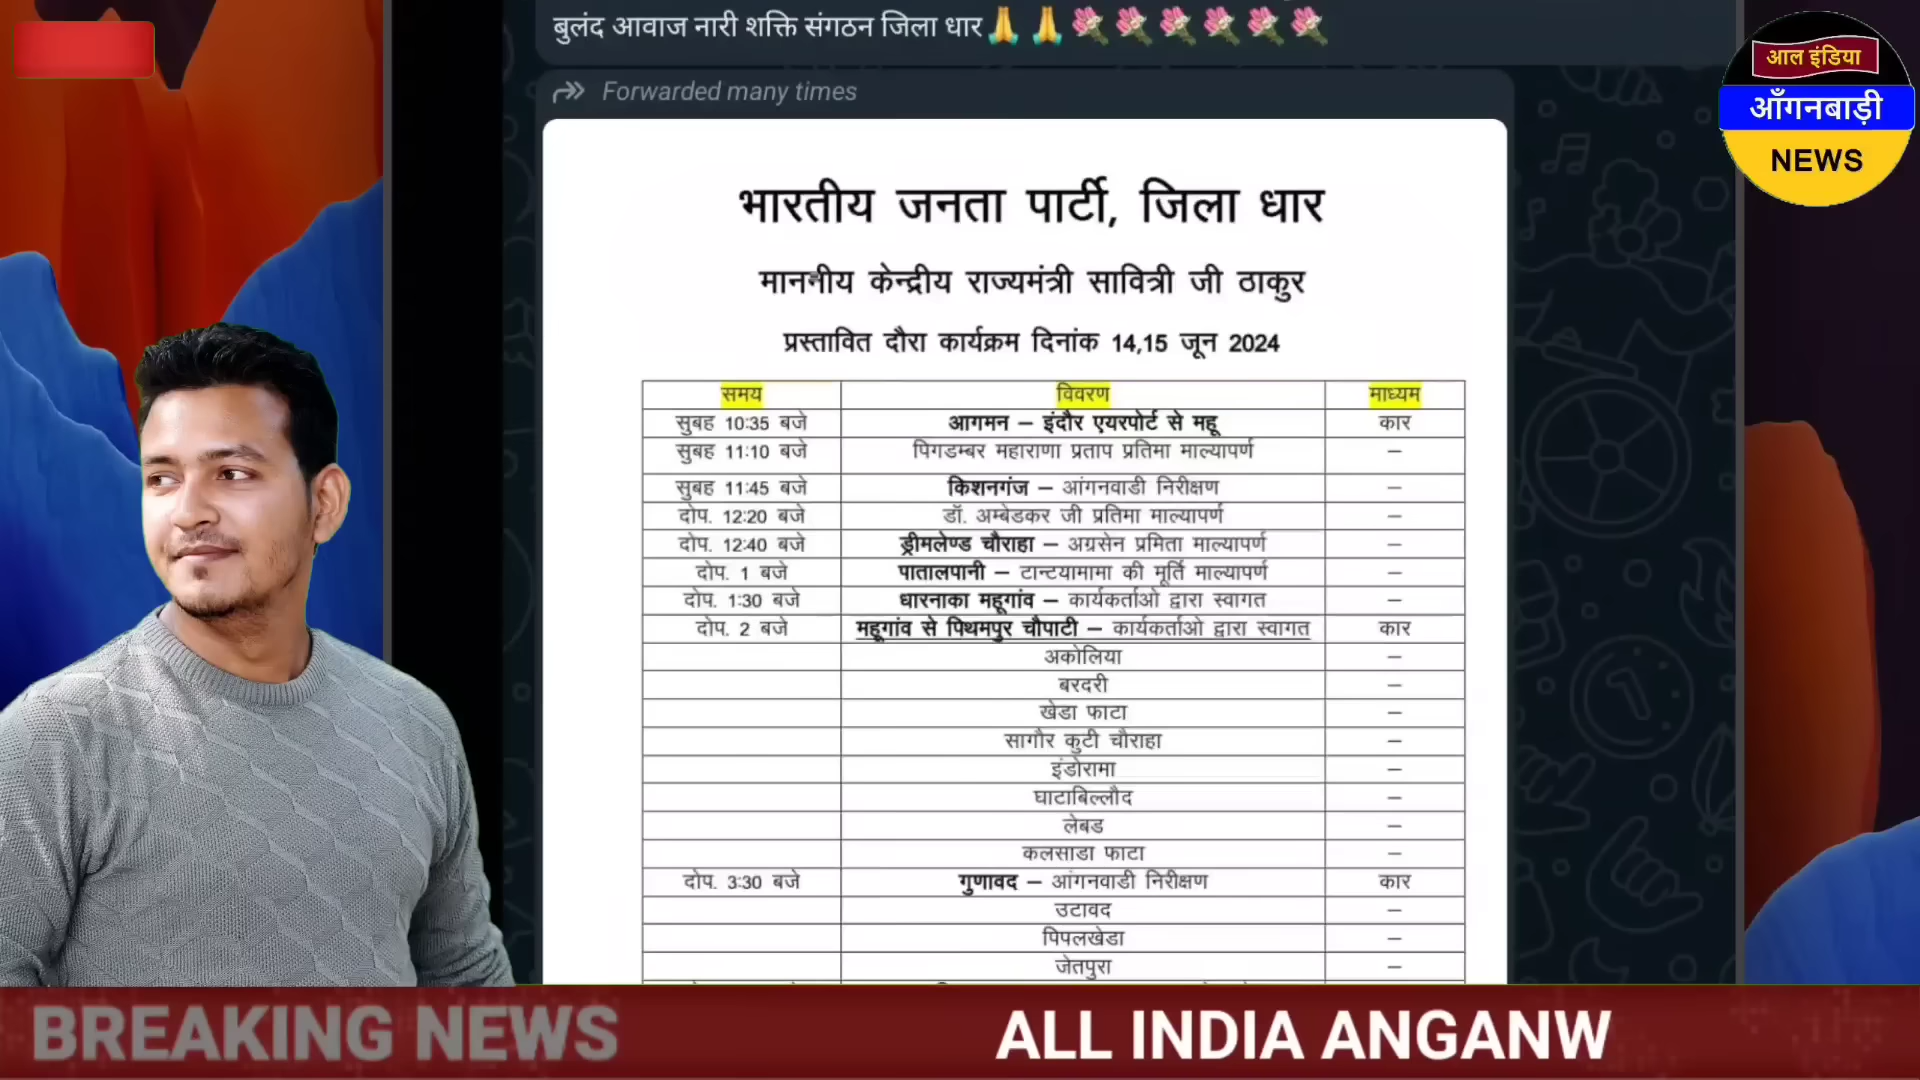 बुलंद आवाज नारी शक्ति संगठन जिला धार🙏🙏💐💐💐💐💐💐
Forwarded many times
आल इंडिया
आँगनबाड़ी
NEWS
भारतीय जनता पार्टी, जिला धार
माननीय केन्द्रीय राज्यमंत्री सावित्री जी ठाकुर
प्रस्तावित दौरा कार्यक्रम दिनांक 14,15 जून 2024
समय विवरण माध्यम
सुबह 10:35 बजे आगमन – इंदौर एयरपोर्ट से महू कार
सुबह 11:10 बजे पिगडम्बर महाराणा प्रताप प्रतिमा माल्यापर्ण –
सुबह 11:45 बजे किशनगंज – आंगनवाडी निरीक्षण –
दोप. 12:20 बजे डॉ. अम्बेडकर जी प्रतिमा माल्यापर्ण –
दोप. 12:40 बजे ड्रीमलेण्ड चौराहा – अग्रसेन प्रमिता माल्यापर्ण –
दोप. 1 बजे पातालपानी – टान्टयामामा की मूर्ति माल्यापर्ण –
दोप. 1:30 बजे धारनाका महूगांव – कार्यकर्ताओ द्वारा स्वागत –
दोप. 2 बजे महूगांव से पिथमपुर चौपाटी – कार्यकर्ताओ द्वारा स्वागत कार
अकोलिया –
बरदरी –
खेडा फाटा –
सागौर कुटी चौराहा –
इंडोरामा –
घाटाबिल्लौद –
लेबड –
कलसाडा फाटा –
दोप. 3:30 बजे गुणावद – आंगनवाडी निरीक्षण कार
उटावद –
पिपलखेडा –
जेतपुरा –
BREAKING NEWS ALL INDIA ANGANW